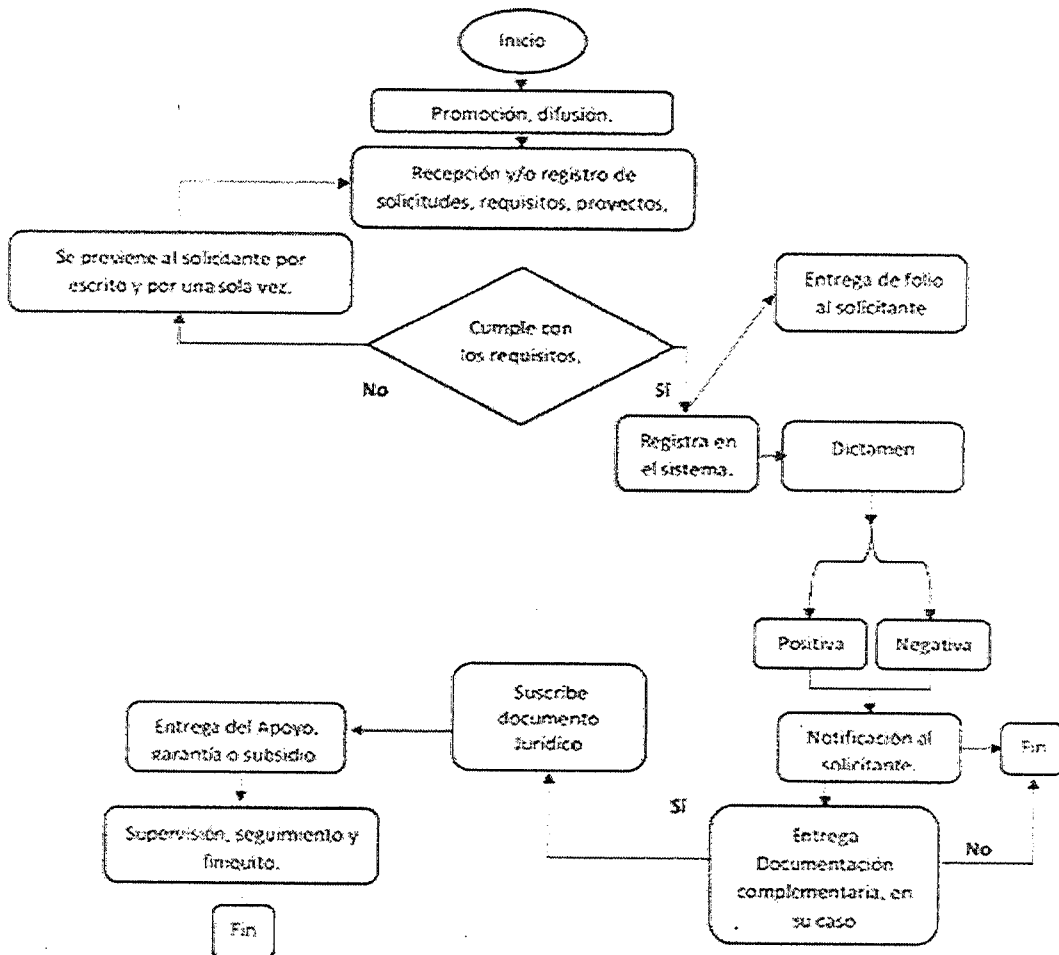 Inicio
Promoción, difusión.
Recepción y/o registro de
solicitudes, requisitos, proyectos.
Se previene al solicitante por
escrito y por una sola vez.
Cumple con
los requisitos.
No
Sí
Entrega de folio
al solicitante
Registra en
el sistema.
Dictamen
Positiva
Negativa
Notificación al
solicitante.
Fin
Entrega
Documentación
complementaria, en
su caso
No
Sí
Suscribe
documento
Jurídico
Entrega del Apoyo,
garantía o subsidio
Supervisión, seguimiento y
finiquito.
Fin